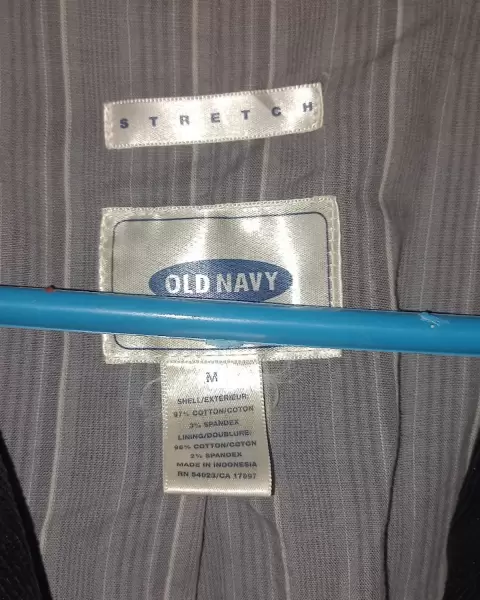 STRETCH
OLD NAVY
M
SHELL/EXTERIEUR:
97% COTTON/COTON
3% SPANDEX
LINING/DOUBLURE:
98% COTTON/COTON
2% SPANDEX
MADE IN INDONESIA
RN 54023/CA 17897